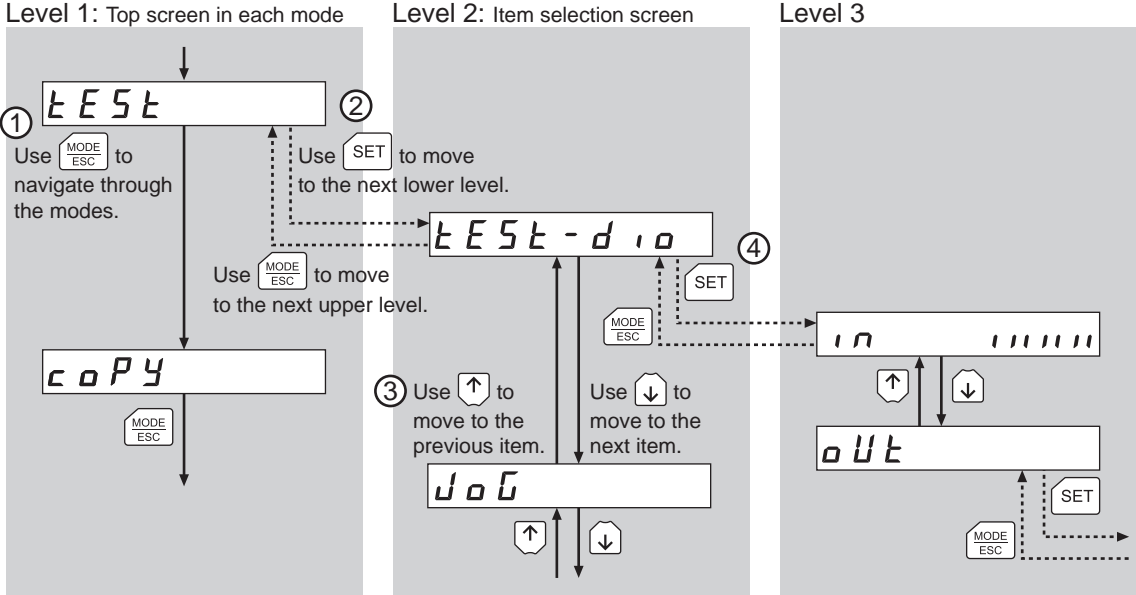 Level 1: Top screen in each mode
Level 2: Item selection screen
Level 3
tESt
①
②
Use MODE/ESC to
navigate through
the modes.
Use SET to move
to the next lower level.
tESt-dio
④
SET
Use MODE/ESC to move
to the next upper level.
MODE
ESC
in ı ıı ıı ıı
coPY
MODE
ESC
③ Use ↑ to
move to the
previous item.
Use ↓ to
move to the
next item.
↑
↓
oUt
JoG
↑
↓
SET
MODE
ESC